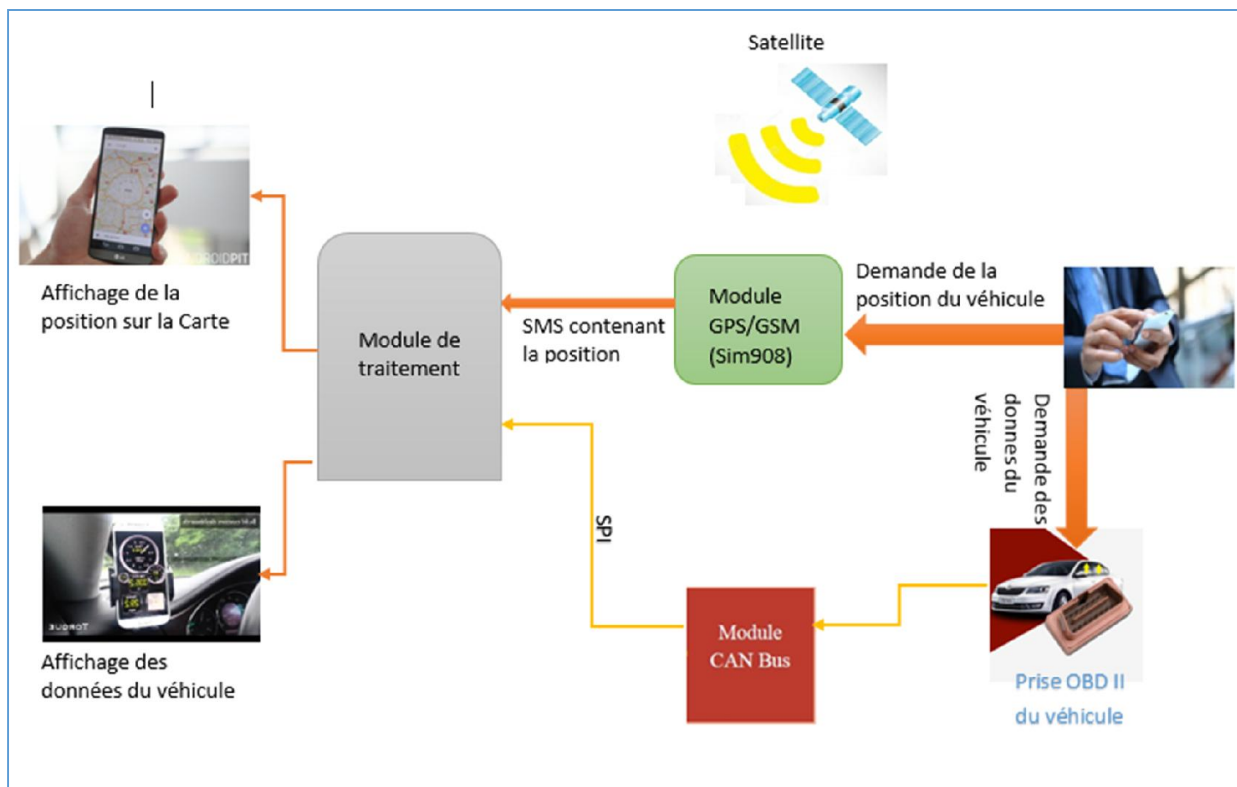 Satellite
DROIDPIT
Affichage de la
position sur la Carte
Module de
traitement
SMS contenant
la position
Module
GPS/GSM
(Sim908)
Demande de la
position du véhicule
Demande des
donnes du
véhicule
SPI
TORQUE
Affichage des
données du véhicule
Module
CAN Bus
Prise OBD II
du véhicule